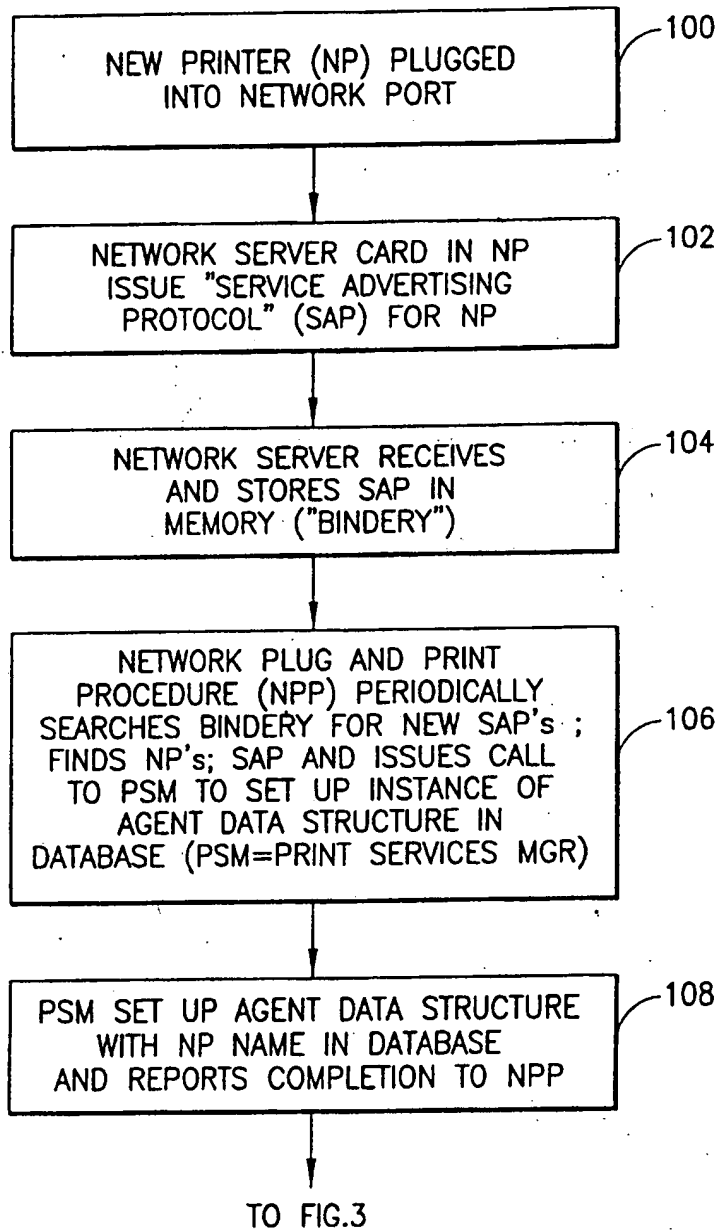 NEW PRINTER (NP) PLUGGED
INTO NETWORK PORT
100
NETWORK SERVER CARD IN NP
ISSUE "SERVICE ADVERTISING
PROTOCOL" (SAP) FOR NP
102
NETWORK SERVER RECEIVES
AND STORES SAP IN
MEMORY ("BINDERY")
104
NETWORK PLUG AND PRINT
PROCEDURE (NPP) PERIODICALLY
SEARCHES BINDERY FOR NEW SAP's ;
FINDS NP's; SAP AND ISSUES CALL
TO PSM TO SET UP INSTANCE OF
AGENT DATA STRUCTURE IN
DATABASE (PSM=PRINT SERVICES MGR)
106
PSM SET UP AGENT DATA STRUCTURE
WITH NP NAME IN DATABASE
AND REPORTS COMPLETION TO NPP
108
TO FIG.3